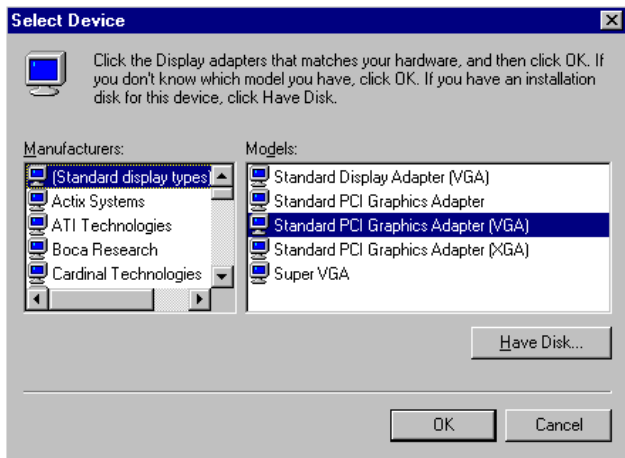 Select Device
Click the Display adapters that matches your hardware, and then click OK. If
you don't know which model you have, click OK. If you have an installation
disk for this device, click Have Disk.
Manufacturers:
(Standard display types)
Actix Systems
ATI Technologies
Boca Research
Cardinal Technologies
Models:
Standard Display Adapter (VGA)
Standard PCI Graphics Adapter
Standard PCI Graphics Adapter (VGA)
Standard PCI Graphics Adapter (XGA)
Super VGA
Have Disk...
OK
Cancel